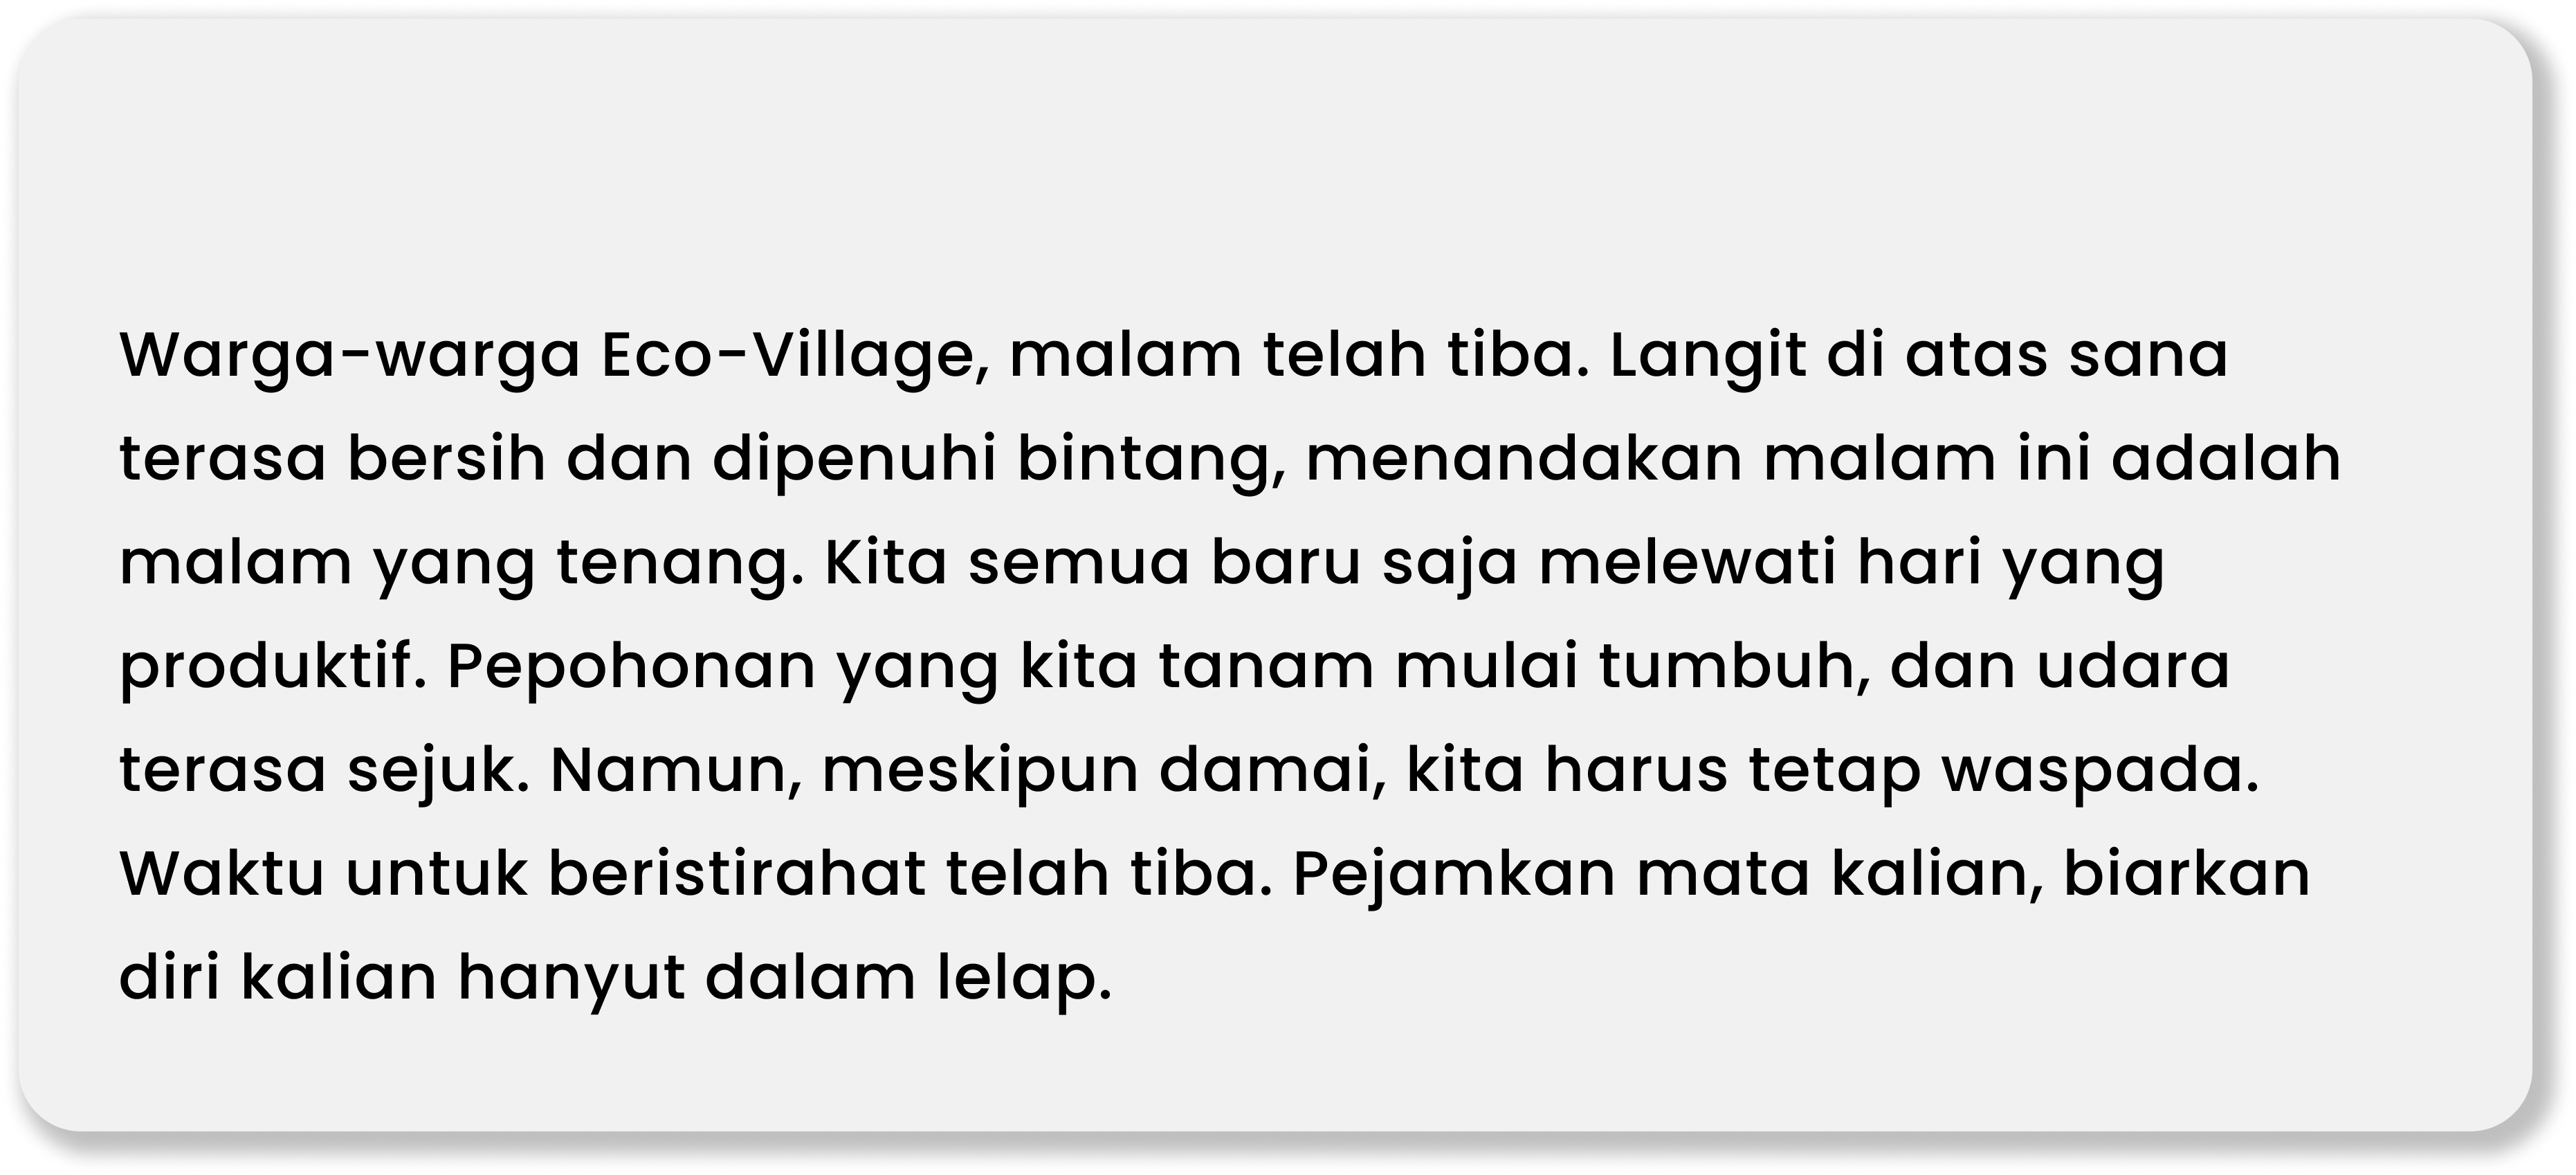 Warga-warga Eco-Village, malam telah tiba. Langit di atas sana
terasa bersih dan dipenuhi bintang, menandakan malam ini adalah
malam yang tenang. Kita semua baru saja melewati hari yang
produktif. Pepohonan yang kita tanam mulai tumbuh, dan udara
terasa sejuk. Namun, meskipun damai, kita harus tetap waspada.
Waktu untuk beristirahat telah tiba. Pejamkan mata kalian, biarkan
diri kalian hanyut dalam lelap.